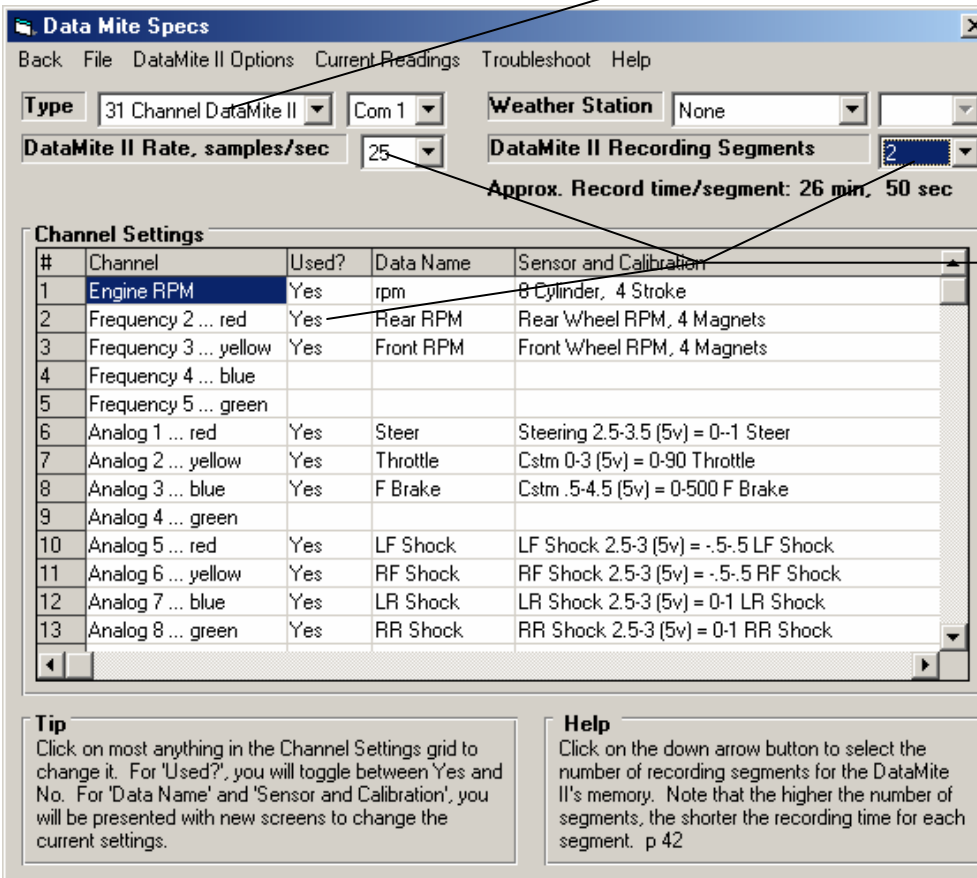 Data Mite Specs
Back File DataMite II Options Current Readings Troubleshoot Help
Type 31 Channel DataMite II Com 1 Weather Station None
DataMite II Rate, samples/sec 25 DataMite II Recording Segments 2
Approx. Record time/segment: 26 min, 50 sec
Channel Settings
# Channel Used? Data Name Sensor and Calibration
1 Engine RPM Yes rpm 8 Cylinder, 4 Stroke
2 Frequency 2 ... red Yes Rear RPM Rear Wheel RPM, 4 Magnets
3 Frequency 3 ... yellow Yes Front RPM Front Wheel RPM, 4 Magnets
4 Frequency 4 ... blue
5 Frequency 5 ... green
6 Analog 1 ... red Yes Steer Steering 2.5-3.5 (5v) = 0--1 Steer
7 Analog 2 ... yellow Yes Throttle Cstm 0-3 (5v) = 0-90 Throttle
8 Analog 3 ... blue Yes F Brake Cstm .5-4.5 (5v) = 0-500 F Brake
9 Analog 4 ... green
10 Analog 5 ... red Yes LF Shock LF Shock 2.5-3 (5v) = -.5-.5 LF Shock
11 Analog 6 ... yellow Yes RF Shock RF Shock 2.5-3 (5v) = -.5-.5 RF Shock
12 Analog 7 ... blue Yes LR Shock LR Shock 2.5-3 (5v) = 0-1 LR Shock
13 Analog 8 ... green Yes RR Shock RR Shock 2.5-3 (5v) = 0-1 RR Shock
Tip
Click on most anything in the Channel Settings grid to
change it. For 'Used?', you will toggle between Yes and
No. For 'Data Name' and 'Sensor and Calibration', you
will be presented with new screens to change the
current settings.
Help
Click on the down arrow button to select the
number of recording segments for the DataMite
II's memory. Note that the higher the number of
segments, the shorter the recording time for each
segment. p 42